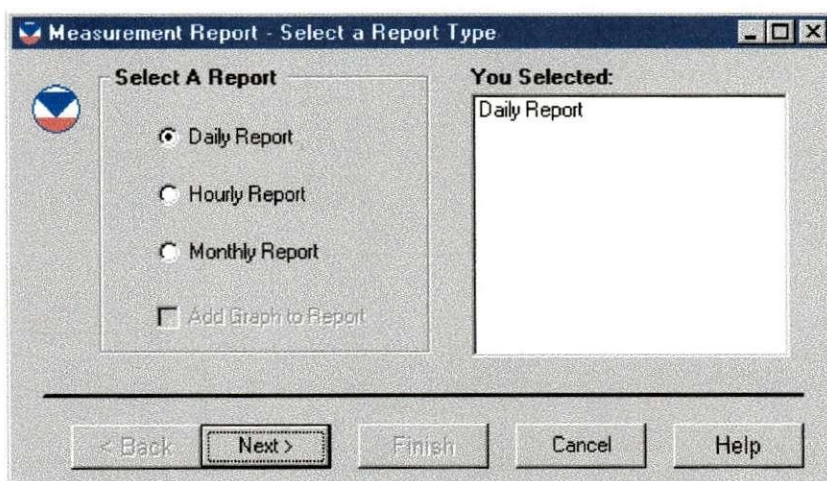 Measurement Report - Select a Report Type
Select A Report
Daily Report
Hourly Report
Monthly Report
Add Graph to Report
You Selected:
Daily Report
< Back
Next >
Finish
Cancel
Help